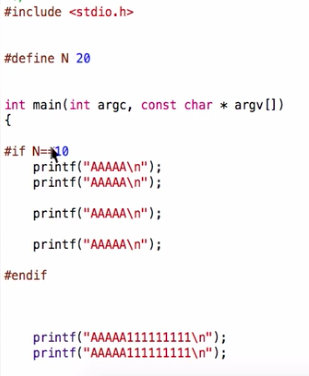 #include <stdio.h>
#define N 20
int main(int argc, const char * argv[])
{
#if N==10
printf("AAAAA\n");
printf("AAAAA\n");
printf("AAAAA\n");
printf("AAAAA\n");
#endif
printf("AAAAA111111111\n");
printf("AAAAA111111111\n");